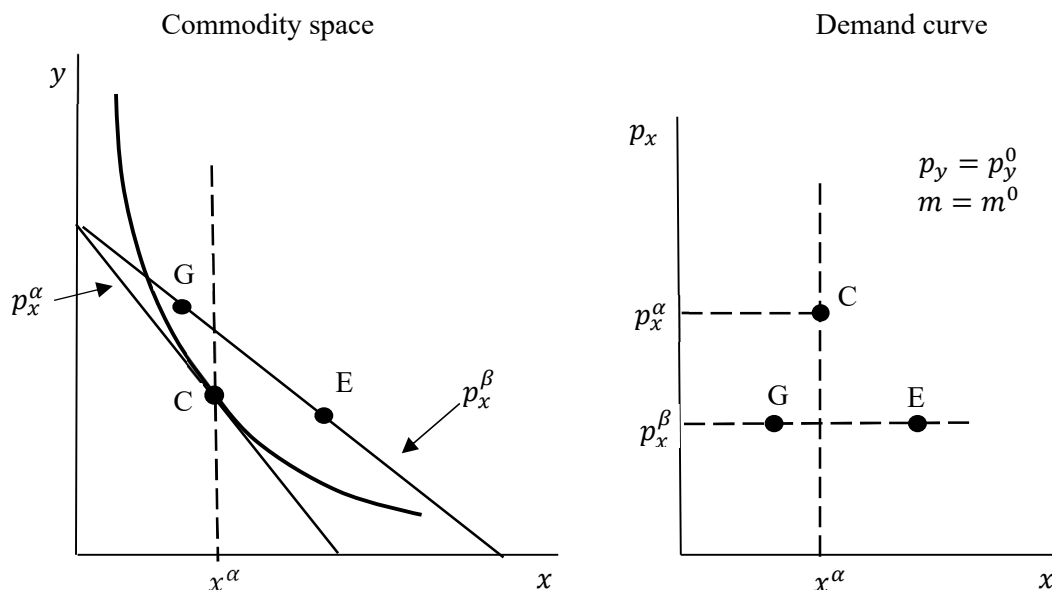 Commodity space
y
G
p_x^α
C
E
p_x^β
x^α
x
Demand curve
p_x
p_y = p_y^0
m = m^0
p_x^α
C
G
E
p_x^β
x^α
x